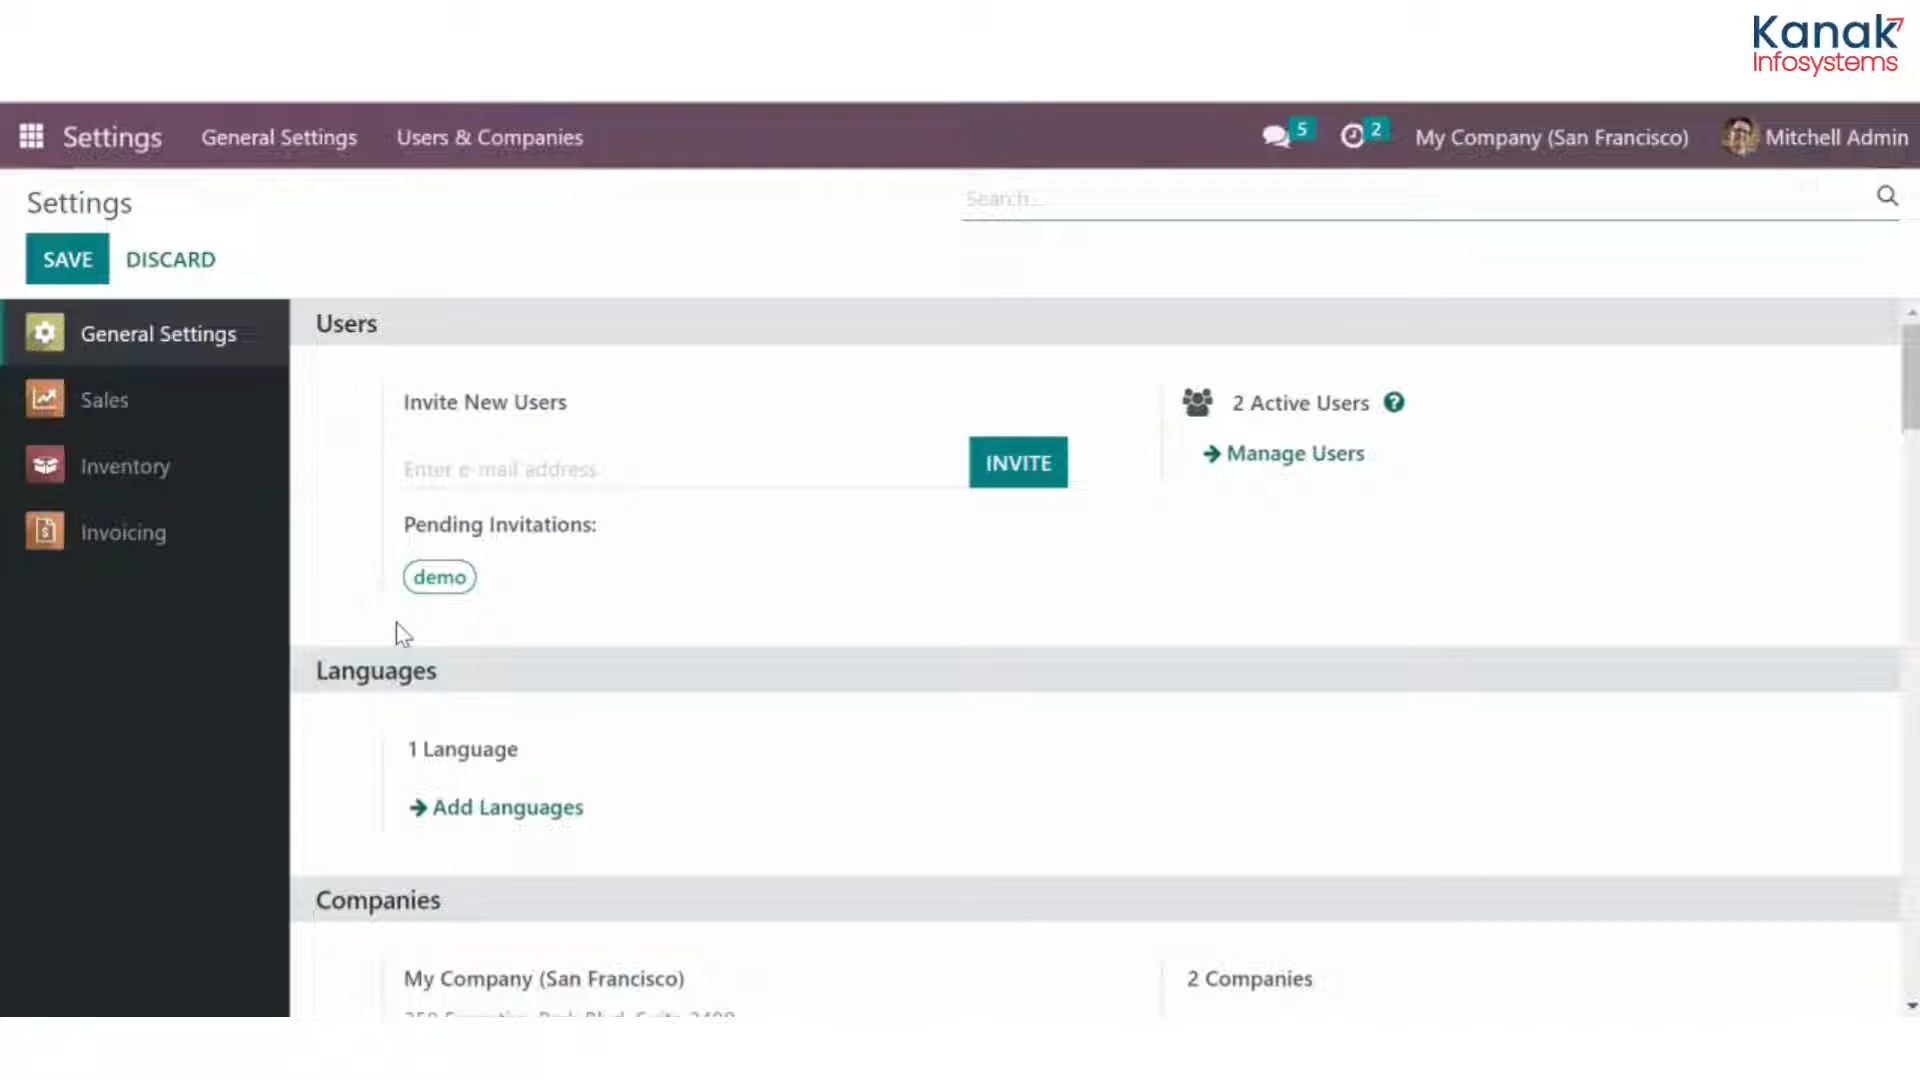 Kanak
Infosystems
Settings General Settings Users & Companies 5 2 My Company (San Francisco) Mitchell Admin
Settings
Search...
SAVE DISCARD
General Settings
Sales
Inventory
Invoicing
Users
Invite New Users
Enter e-mail address
INVITE
Pending Invitations:
demo
2 Active Users ?
Manage Users
Languages
1 Language
Add Languages
Companies
My Company (San Francisco)
2 Companies